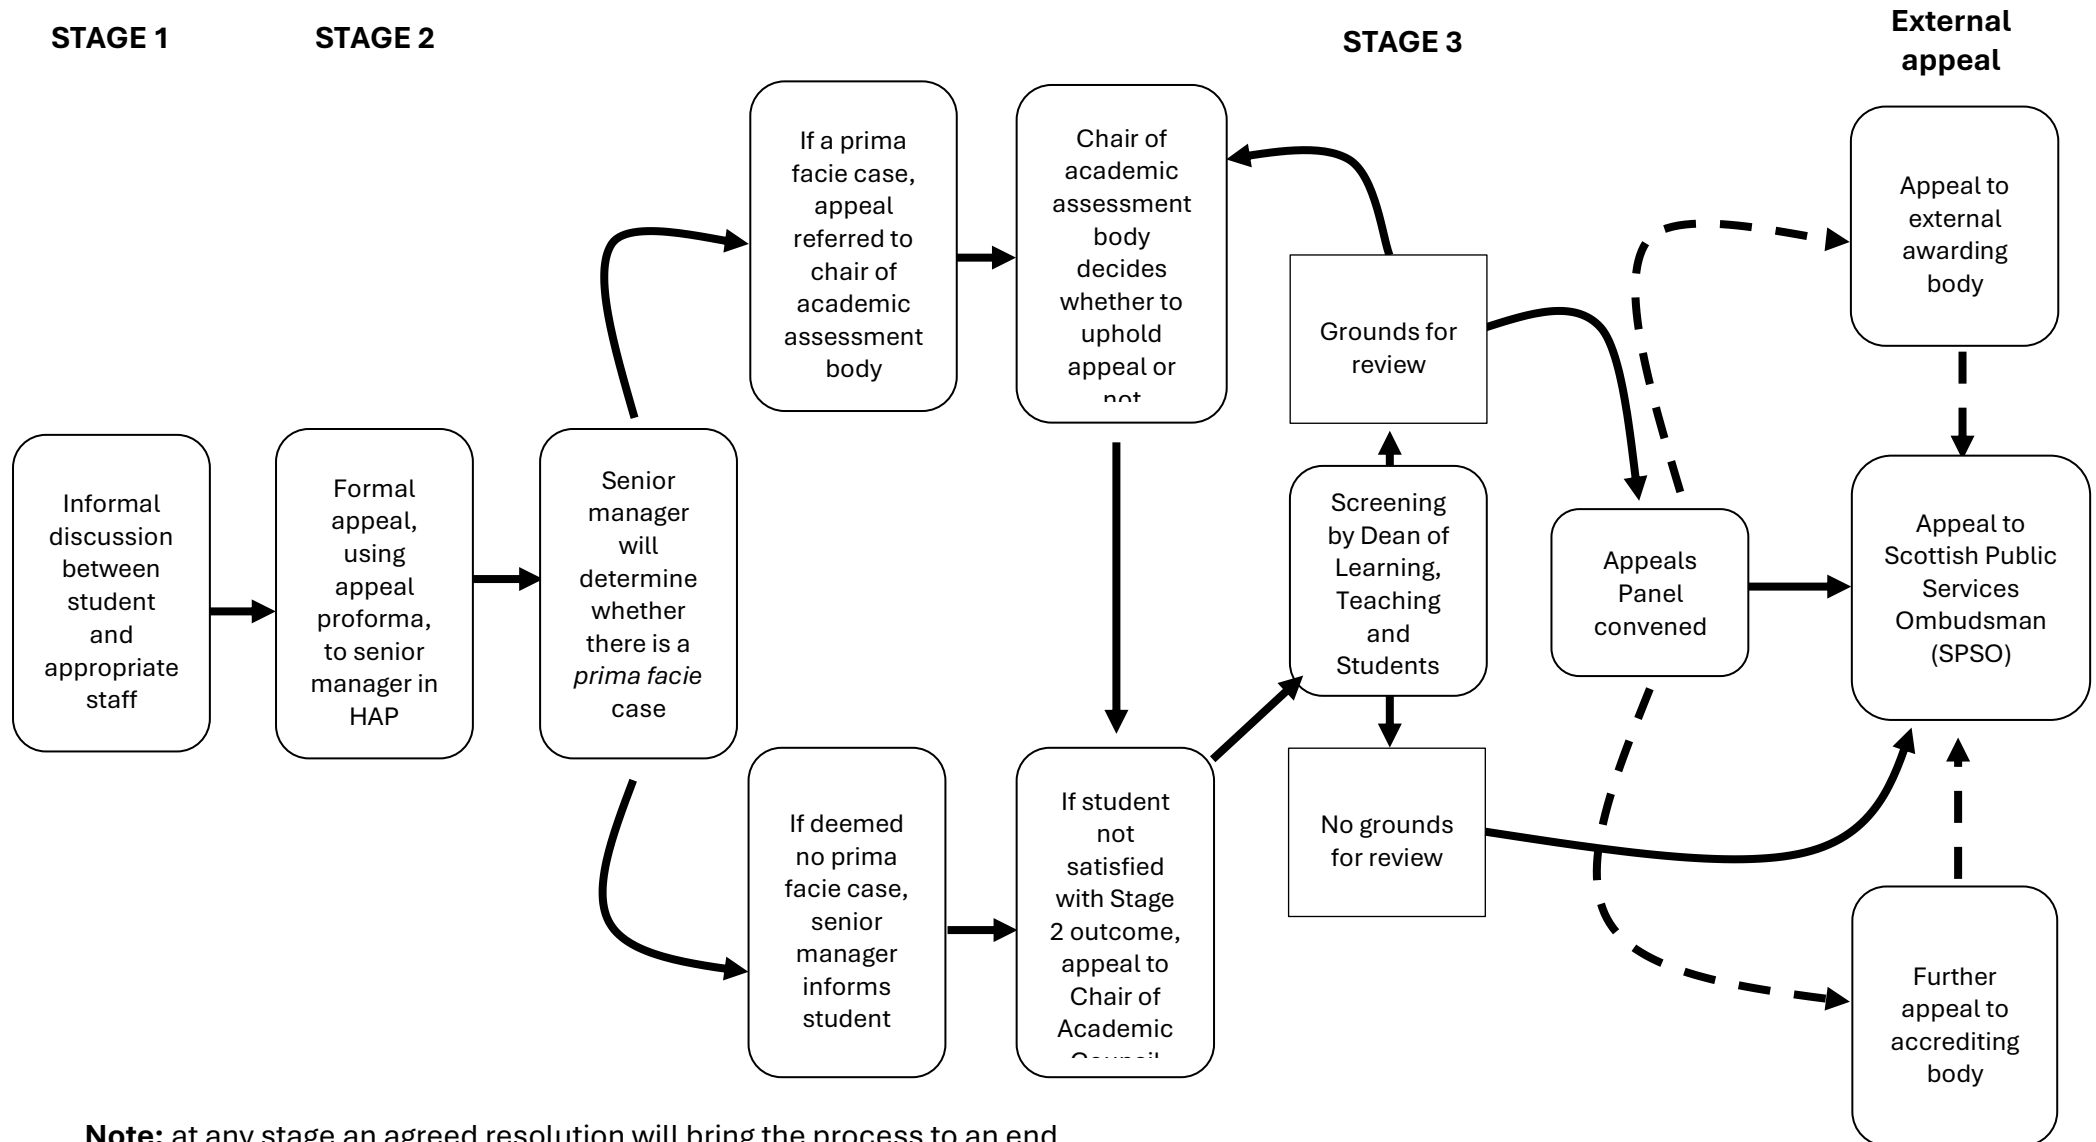 STAGE 1
STAGE 2
STAGE 3
External
appeal
Informal
discussion
between
student
and
appropriate
staff
Formal
appeal,
using
appeal
proforma,
to senior
manager in
HAP
Senior
manager
will
determine
whether
there is a
prima facie
case
If a prima
facie case,
appeal
referred to
chair of
academic
assessment
body
Chair of
academic
assessment
body
decides
whether to
uphold
appeal or
not
If deemed
no prima
facie case,
senior
manager
informs
student
If student
not
satisfied
with Stage
2 outcome,
appeal to
Chair of
Academic
Council
Grounds for
review
Screening
by Dean of
Learning,
Teaching
and
Students
No grounds
for review
Appeals
Panel
convened
Appeal to
external
awarding
body
Appeal to
Scottish Public
Services
Ombudsman
(SPSO)
Further
appeal to
accrediting
body
Note: at any stage an agreed resolution will bring the process to an end